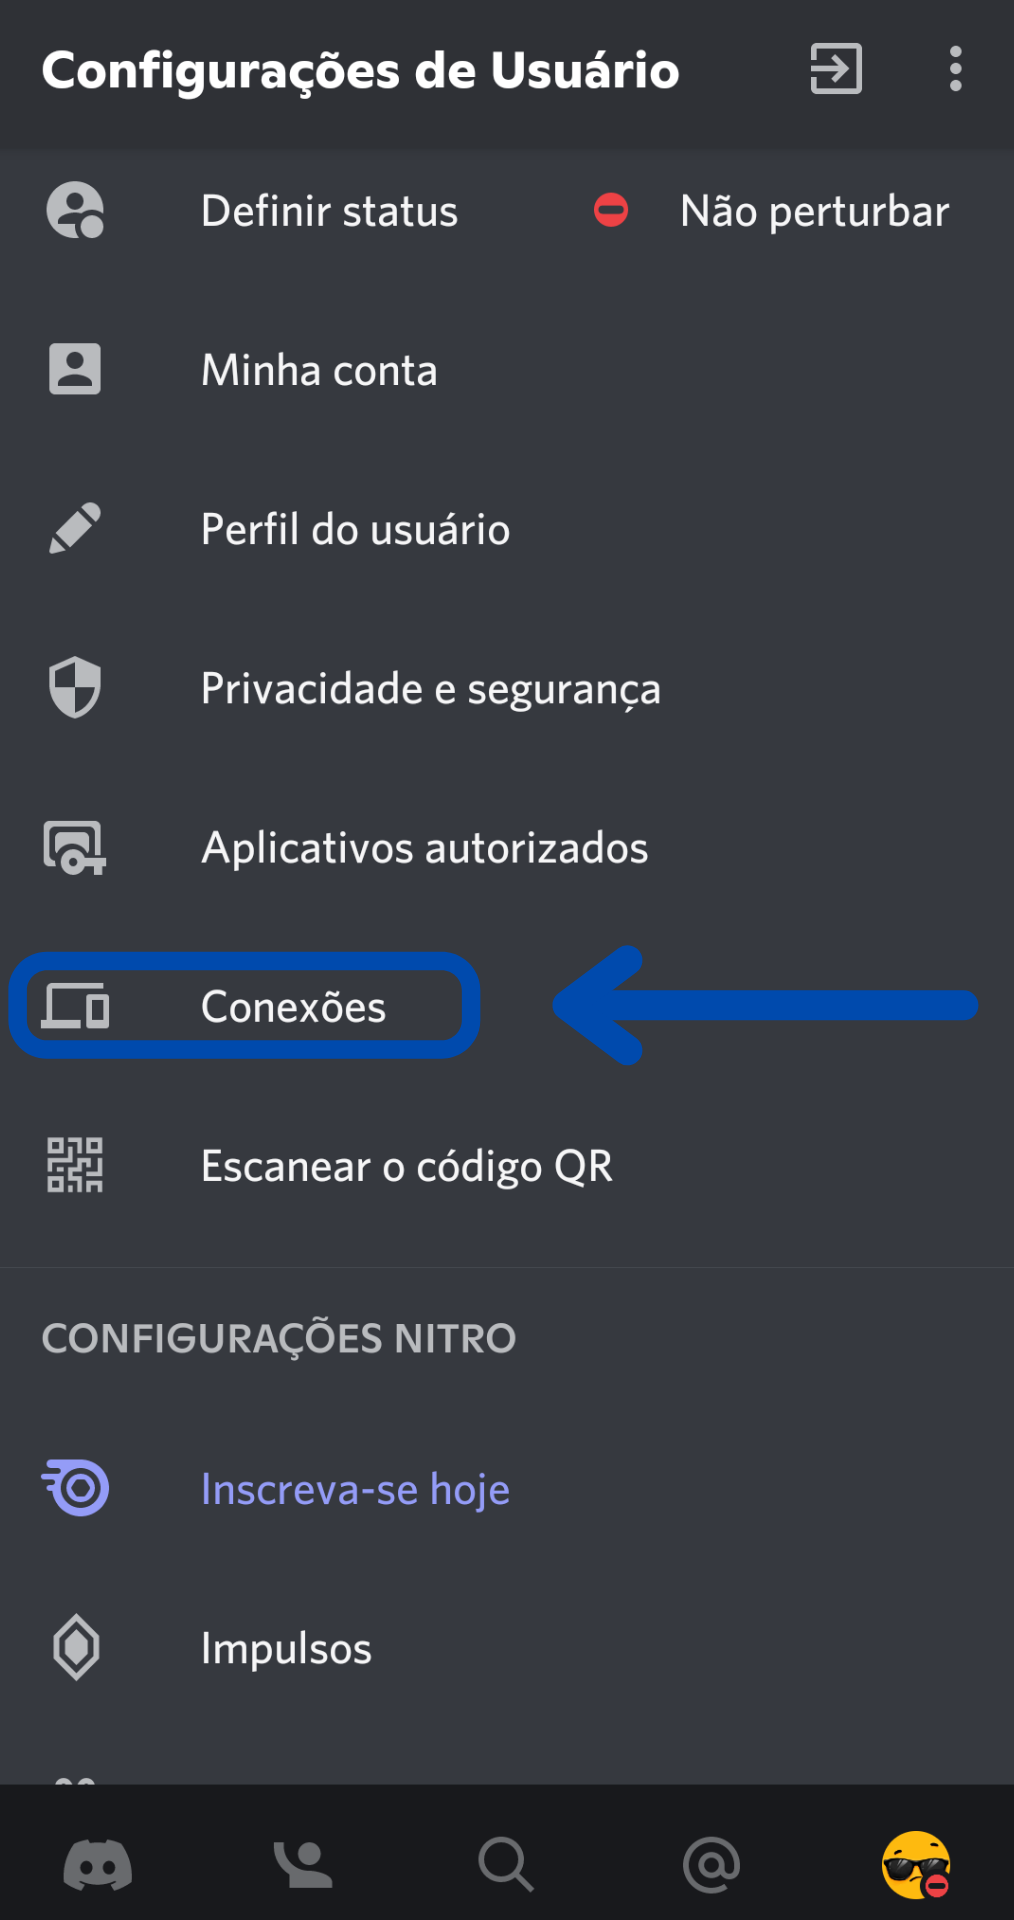 Configurações de Usuário
Definir status Não perturbar
Minha conta
Perfil do usuário
Privacidade e segurança
Aplicativos autorizados
Conexões
Escanear o código QR
CONFIGURAÇÕES NITRO
Inscreva-se hoje
Impulsos